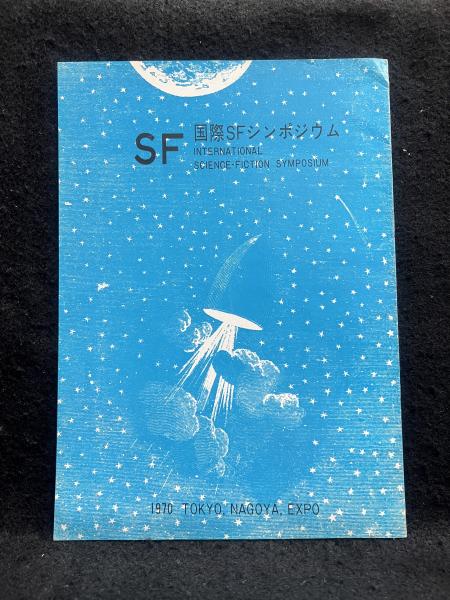 SF
国際SFシンポジウム
INTERNATIONAL
SCIENCE-FICTION SYMPOSIUM
1970 TOKYO, NAGOYA, EXPO